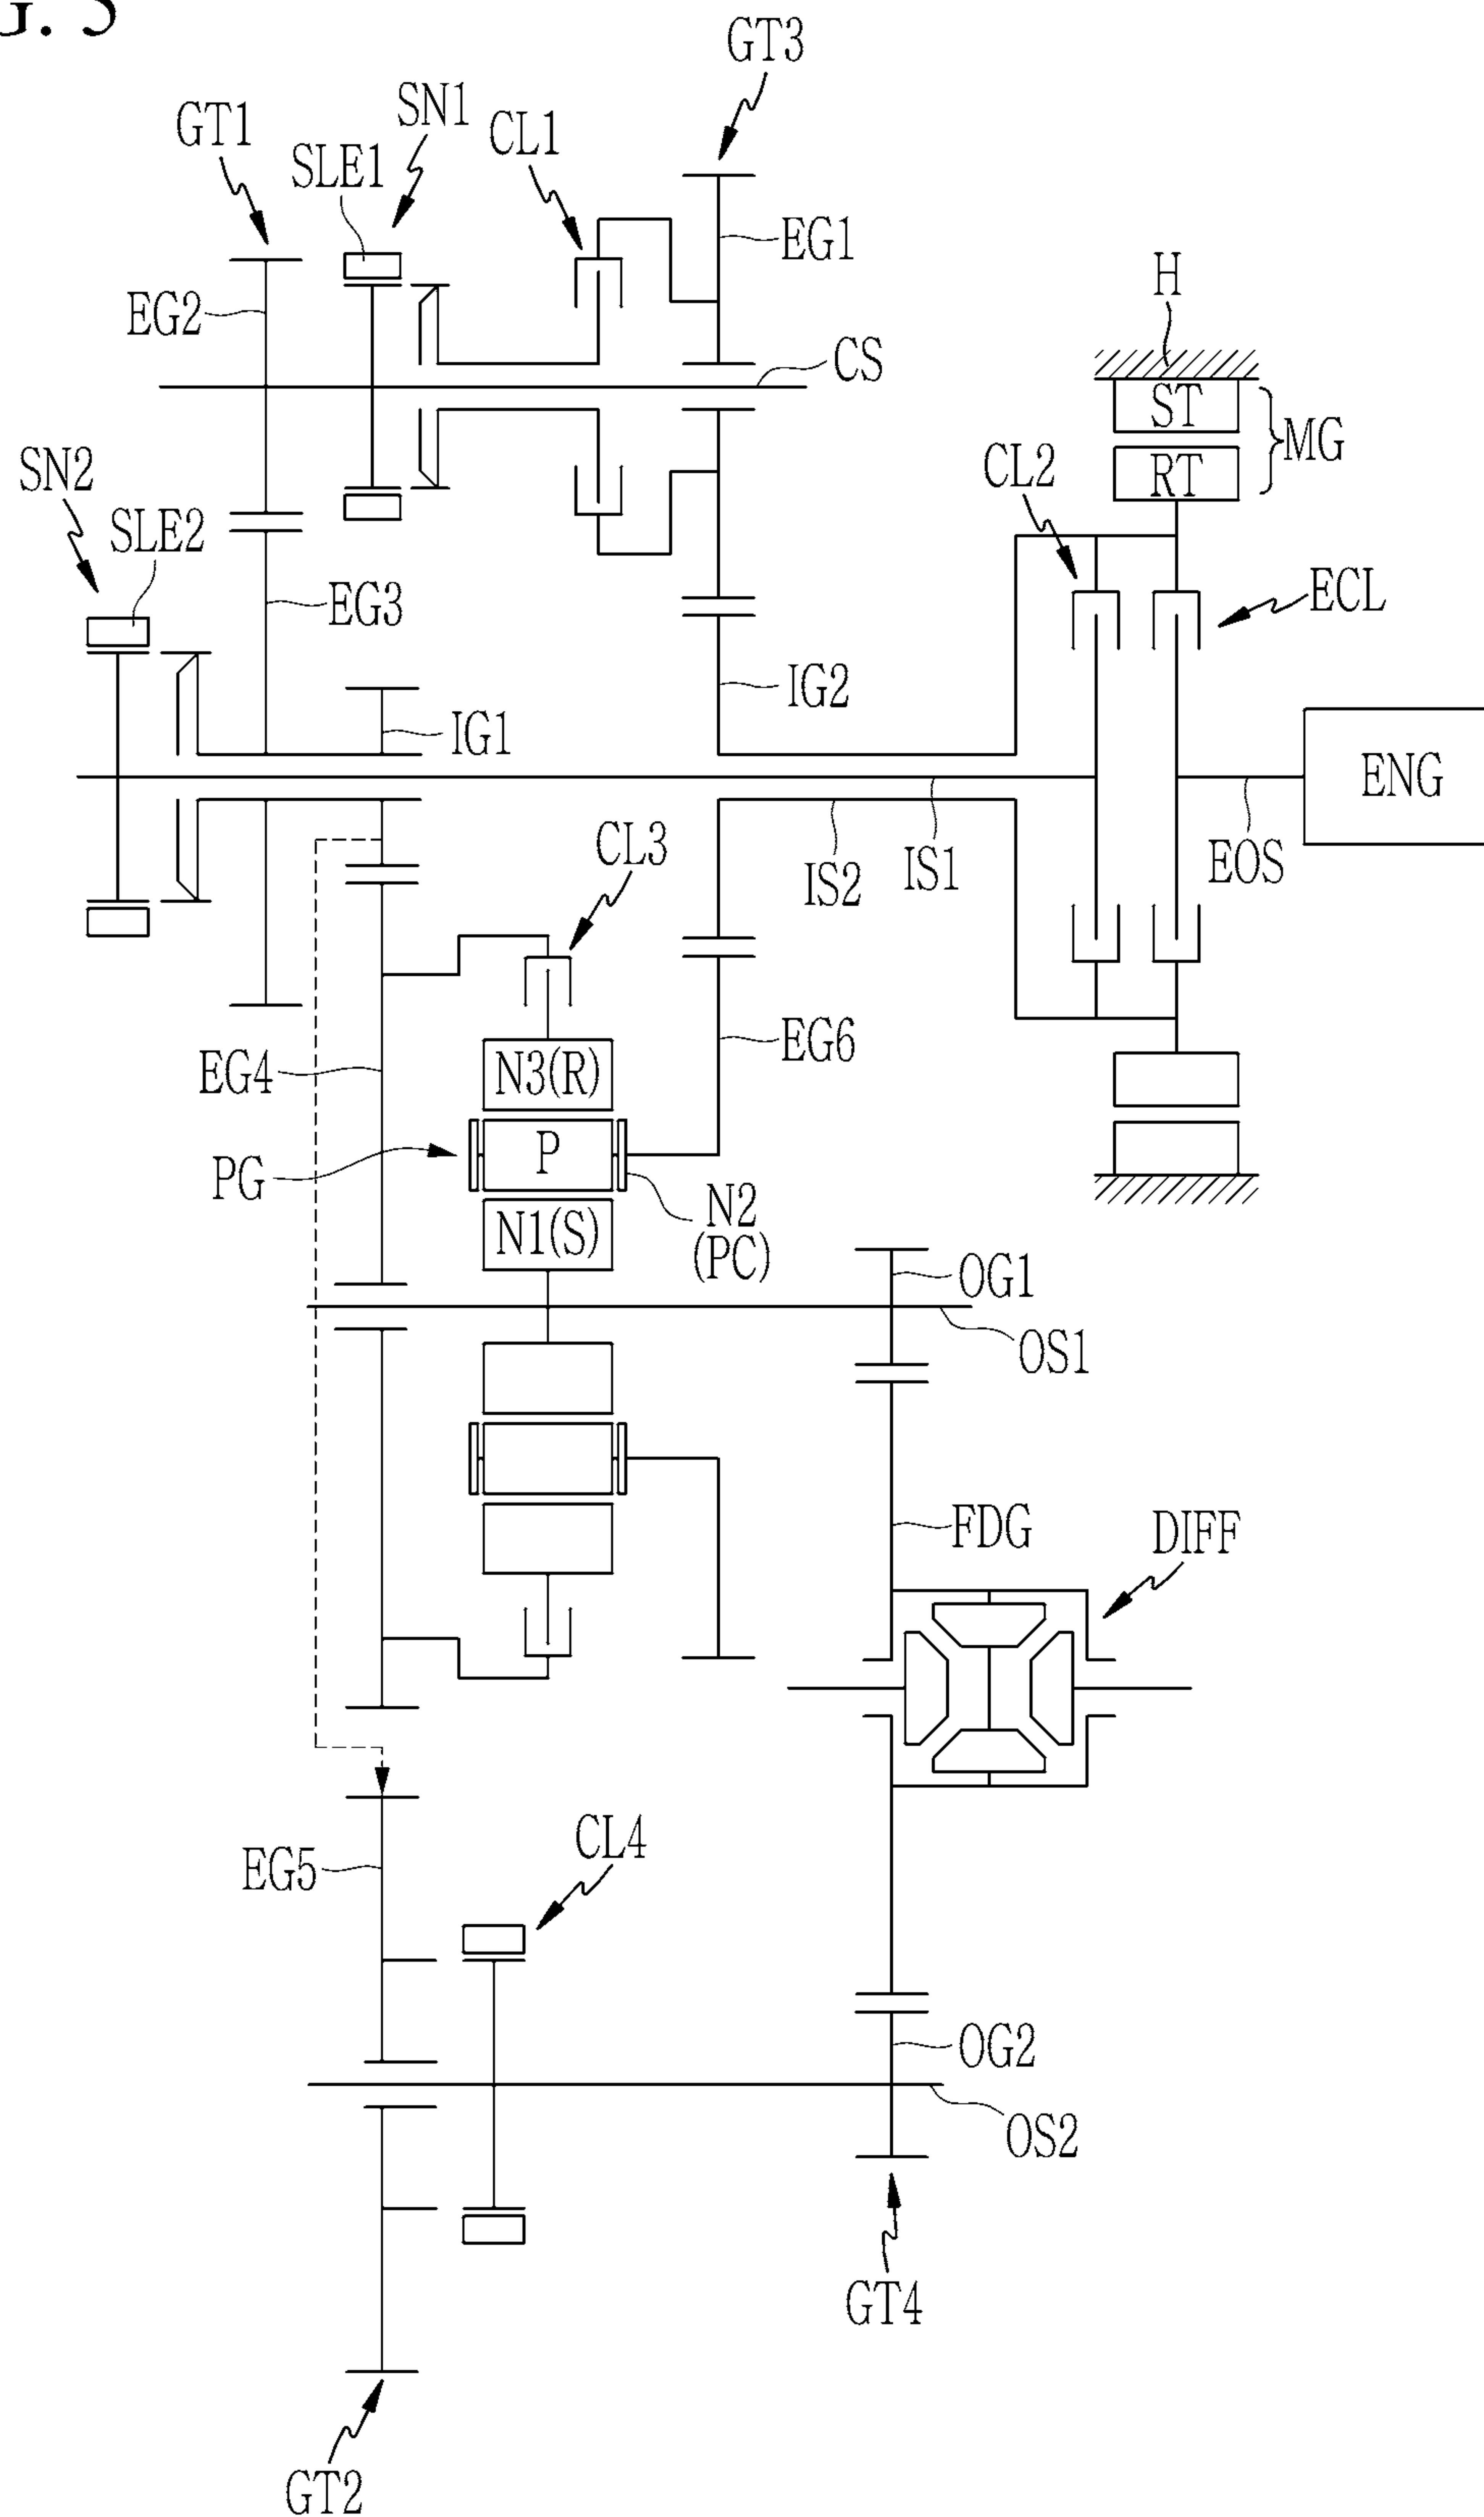 GT3
SN1
GT1
CL1
SLE1
EG1
H
EG2
CS
ST
MG
SN2
CL2
RT
SLE2
EG3
ECL
IG2
IG1
ENG
CL3
IS2
IS1
EOS
EG4
N3(R)
EG6
P
PG
N2
(PC)
N1(S)
OG1
OS1
FDG
DIFF
CL4
EG5
OG2
OS2
GT4
GT2